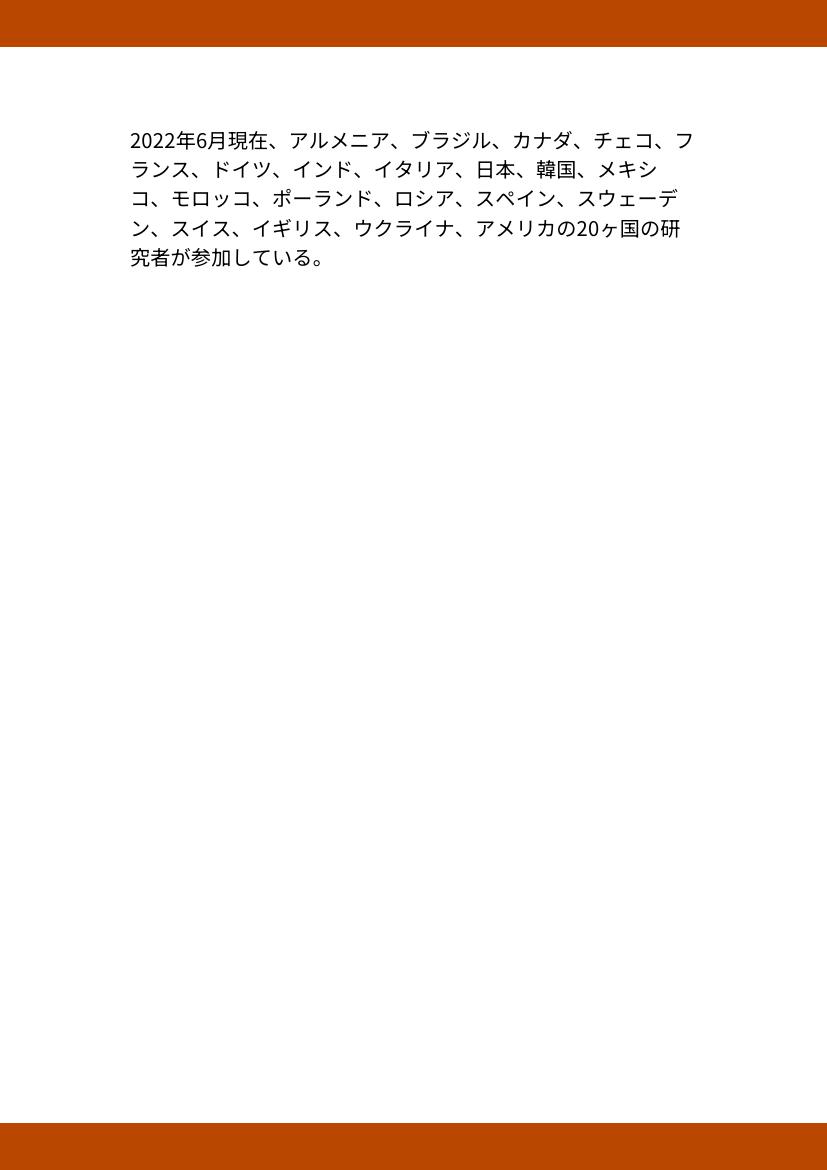 2022年6月現在、アルメニア、ブラジル、カナダ、チェコ、フ
ランス、ドイツ、インド、イタリア、日本、韓国、メキシ
コ、モロッコ、ポーランド、ロシア、スペイン、スウェーデ
ン、スイス、イギリス、ウクライナ、アメリカの20ヶ国の研
究者が参加している。